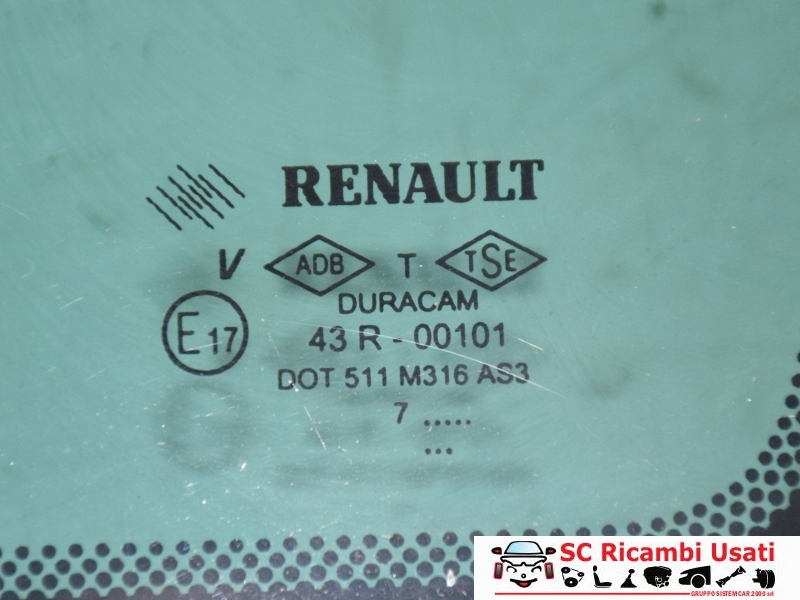 RENAULT
V ADB T TSE
DURACAM
E17 43 R - 00101
DOT 511 M316 AS3
7 .....
...
SC Ricambi Usati
GRUPPO SISTEMCAR 2000 srl